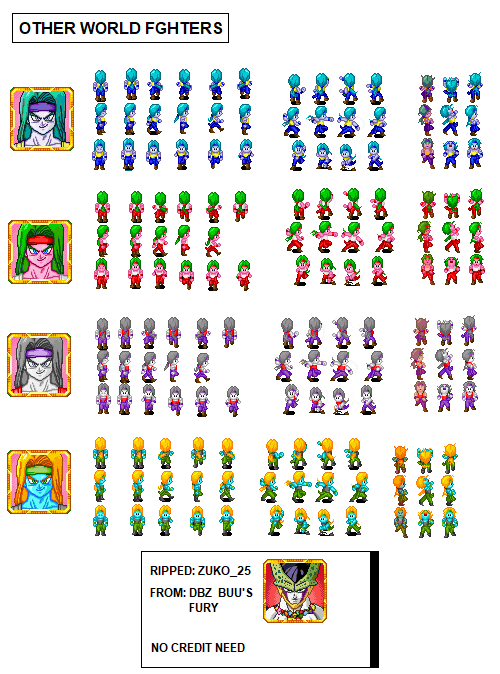 OTHER WORLD FGHTERS
RIPPED: ZUKO_25
FROM: DBZ BUU'S
FURY
NO CREDIT NEED